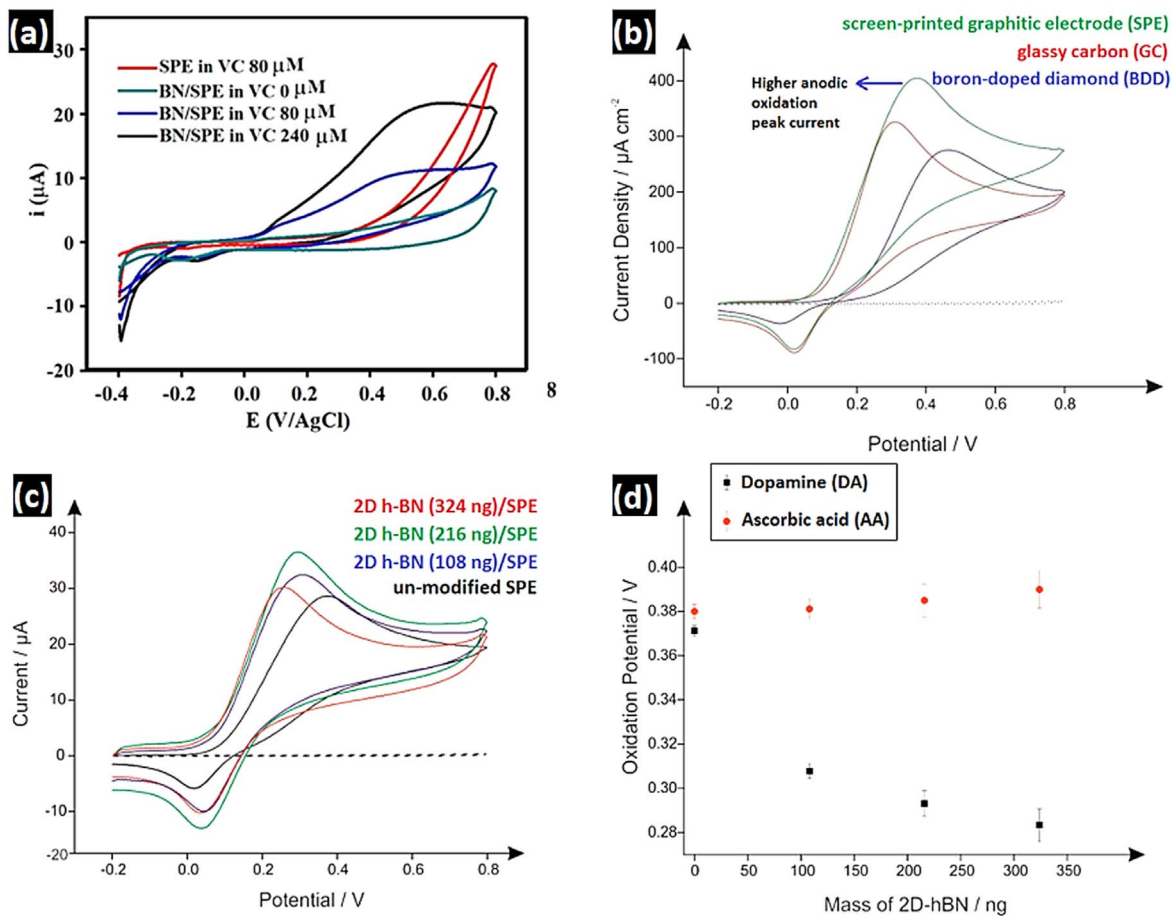 (a)
SPE in VC 80 μM
BN/SPE in VC 0 μM
BN/SPE in VC 80 μM
BN/SPE in VC 240 μM
i (μA)
30
20
10
0
-10
-20
-0.4
-0.2
0.0
0.2
0.4
0.6
0.8
8
E (V/AgCl)
(b)
screen-printed graphitic electrode (SPE)
glassy carbon (GC)
boron-doped diamond (BDD)
Higher anodic
oxidation
peak current
Current Density / μA cm-2
400
300
200
100
0
-100
-0.2
0.0
0.2
0.4
0.6
0.8
Potential / V
(c)
2D h-BN (324 ng)/SPE
2D h-BN (216 ng)/SPE
2D h-BN (108 ng)/SPE
un-modified SPE
Current / μA
40
30
20
10
0
-10
-20
-0.2
0.0
0.2
0.4
0.6
0.8
Potential / V
(d)
Dopamine (DA)
Ascorbic acid (AA)
Oxidation Potential / V
0.40
0.38
0.36
0.32
0.30
0.28
0
50
100
150
200
250
300
350
Mass of 2D-hBN / ng